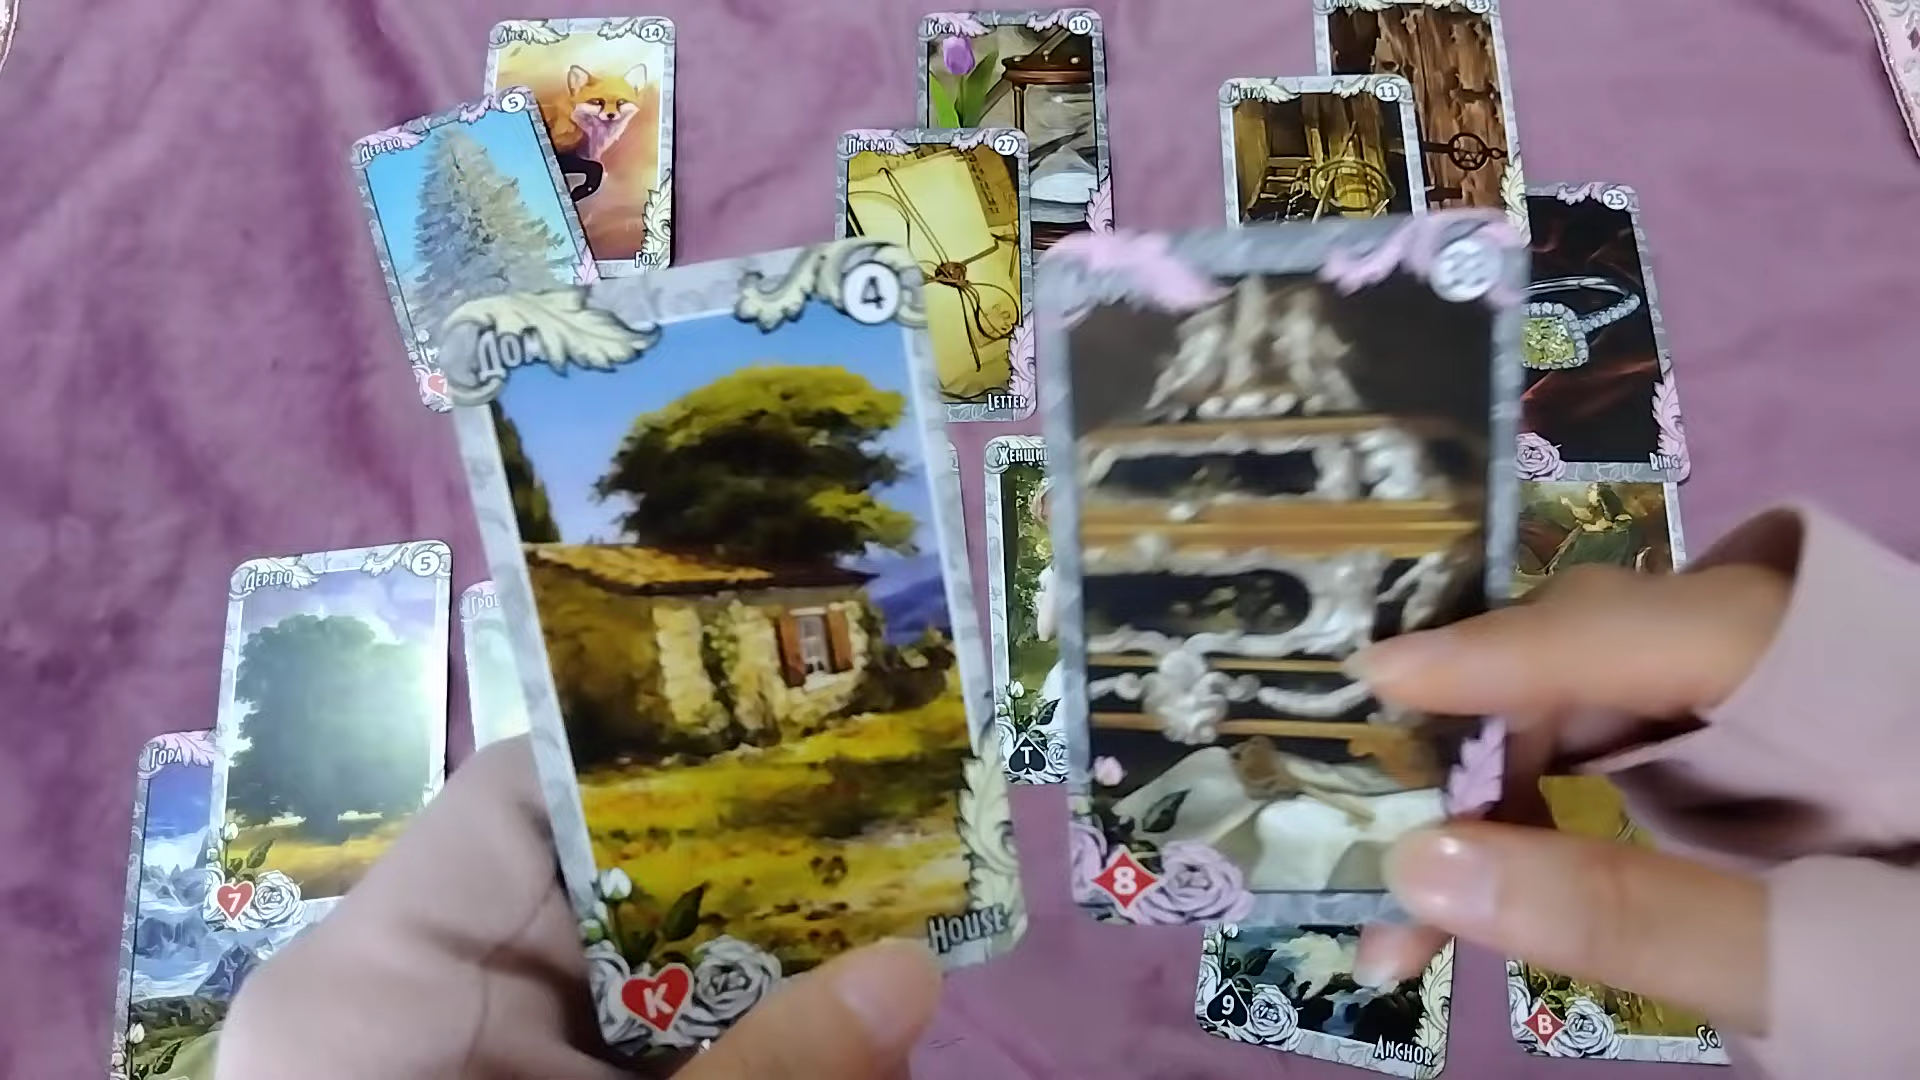 Лиса
14
Fox
Дерево
5
Коса
10
Письмо
27
Letter
33
Метла
11
25
Ring
Дом
4
K
House
8
Дерево
5
7
Гора
T
9
Anchor
B